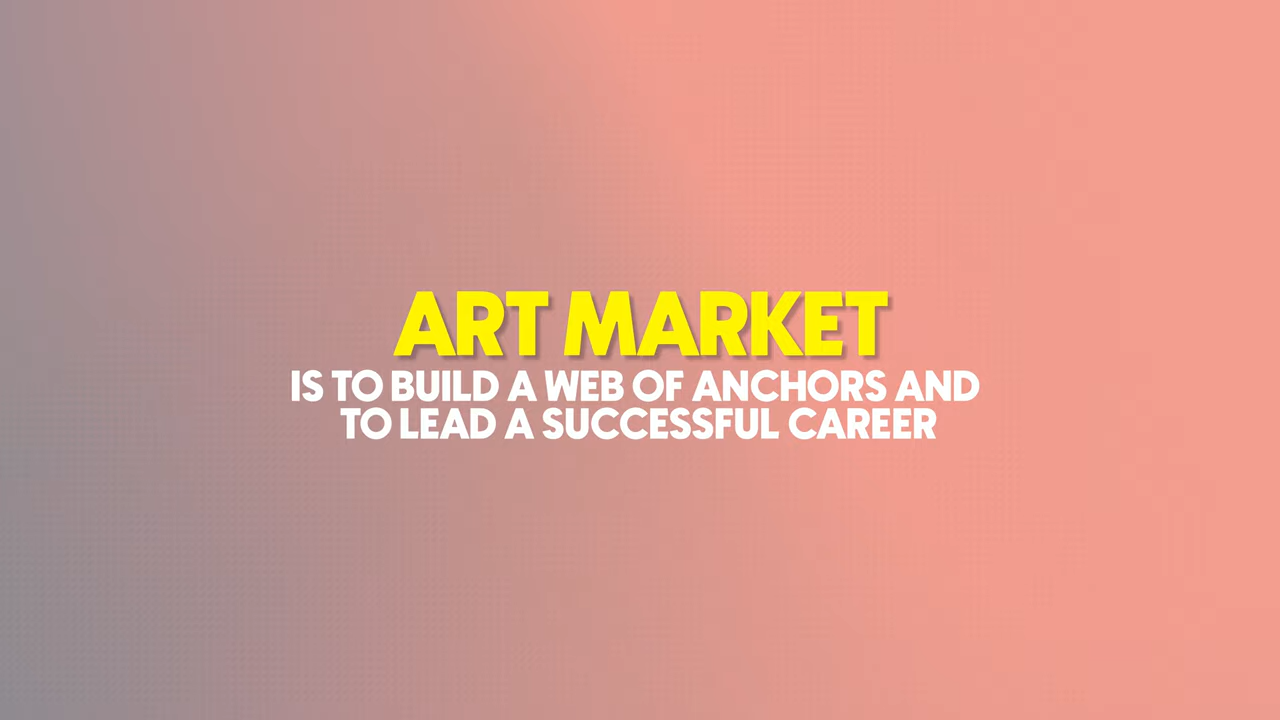 ART MARKET
IS TO BUILD A WEB OF ANCHORS AND
TO LEAD A SUCCESSFUL CAREER